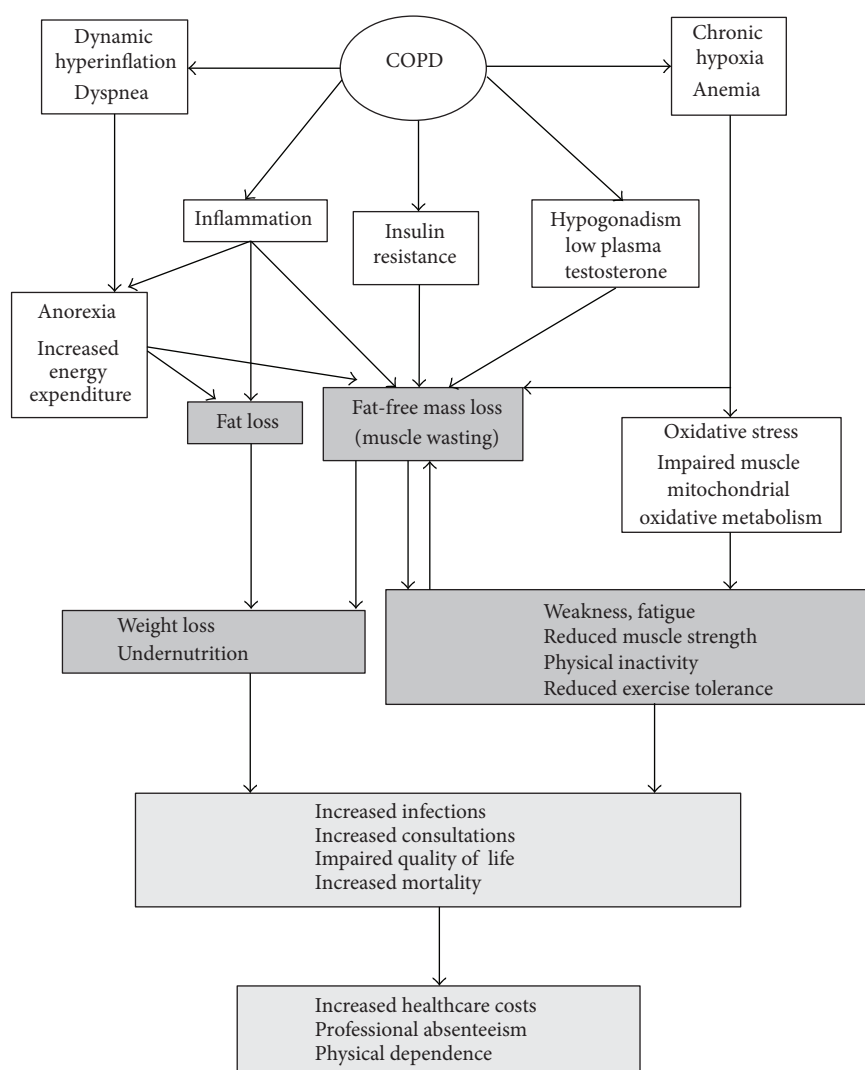 Dynamic
hyperinflation
Dyspnea
COPD
Chronic
hypoxia
Anemia
Inflammation
Insulin
resistance
Hypogonadism
low plasma
testosterone
Anorexia
Increased
energy
expenditure
Fat loss
Fat-free mass loss
(muscle wasting)
Oxidative stress
Impaired muscle
mitochondrial
oxidative metabolism
Weight loss
Undernutrition
Weakness, fatigue
Reduced muscle strength
Physical inactivity
Reduced exercise tolerance
Increased infections
Increased consultations
Impaired quality of life
Increased mortality
Increased healthcare costs
Professional absenteeism
Physical dependence